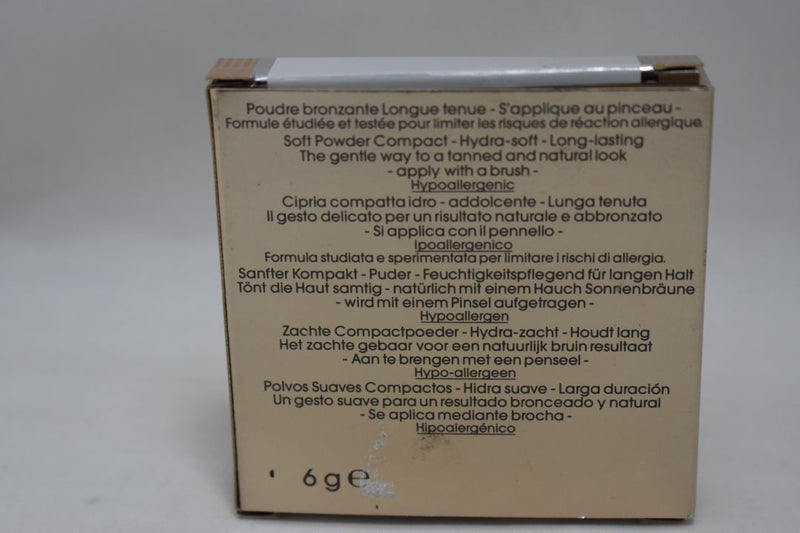 Poudre bronzante Longue tenue - S'applique au pinceau -
Formule étudiée et testée pour limiter les risques de réaction allergique.
Soft Powder Compact - Hydra-soft - Long-lasting
The gentle way to a tanned and natural look
- apply with a brush -
Hypoallergenic
Cipria compatta idro - addolcente - Lunga tenuta
Il gesto delicato per un risultato naturale e abbronzato
- Si applica con il pennello -
Ipoallergenico
Formula studiata e sperimentata per limitare i rischi di allergia.
Sanfter Kompakt - Puder - Feuchtigkeitspflegend für langen Halt
Tönt die Haut samtig - natürlich mit einem Hauch Sonnenbräune
- wird mit einem Pinsel aufgetragen -
Hypoallergen
Zachte Compactpoeder - Hydra-zacht - Houdt lang
Het zachte gebaar voor een natuurlijk bruin resultaat
- Aan te brengen met een penseel -
Hypo-allergeen
Polvos Suaves Compactos - Hidra suave - Larga duración
Un gesto suave para un resultado bronceado y natural
- Se aplica mediante brocha -
Hipoalergénico
6 g e